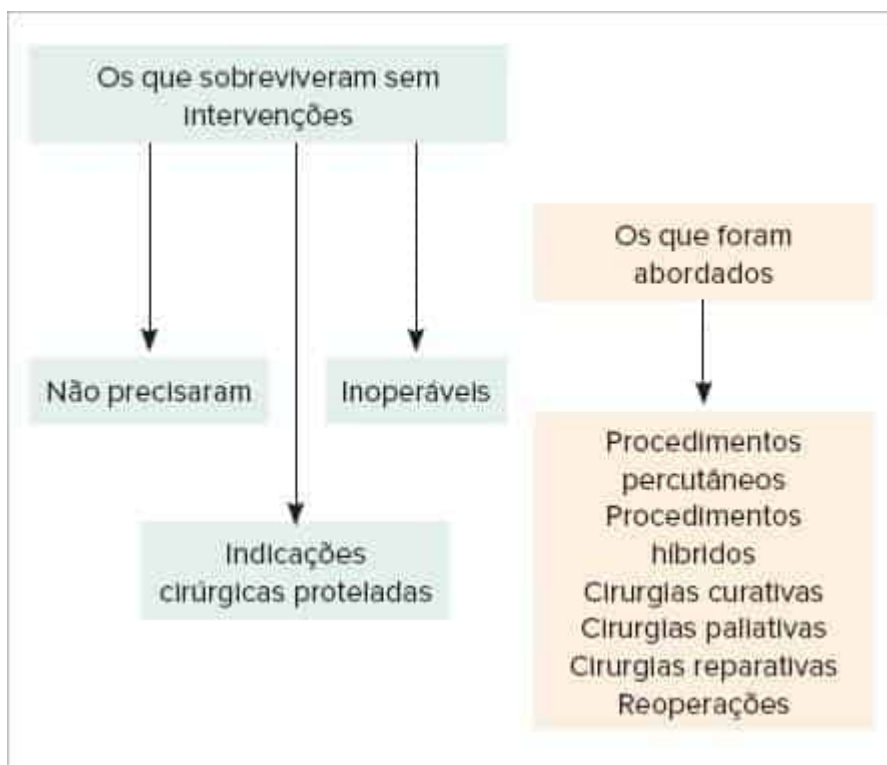 Os que sobreviveram sem
intervenções
Não precisaram
Inoperáveis
Indicações
cirúrgicas proteladas
Os que foram
abordados
Procedimentos
percutâneos
Procedimentos
híbridos
Cirurgias curativas
Cirurgias paliativas
Cirurgias reparativas
Reoperações